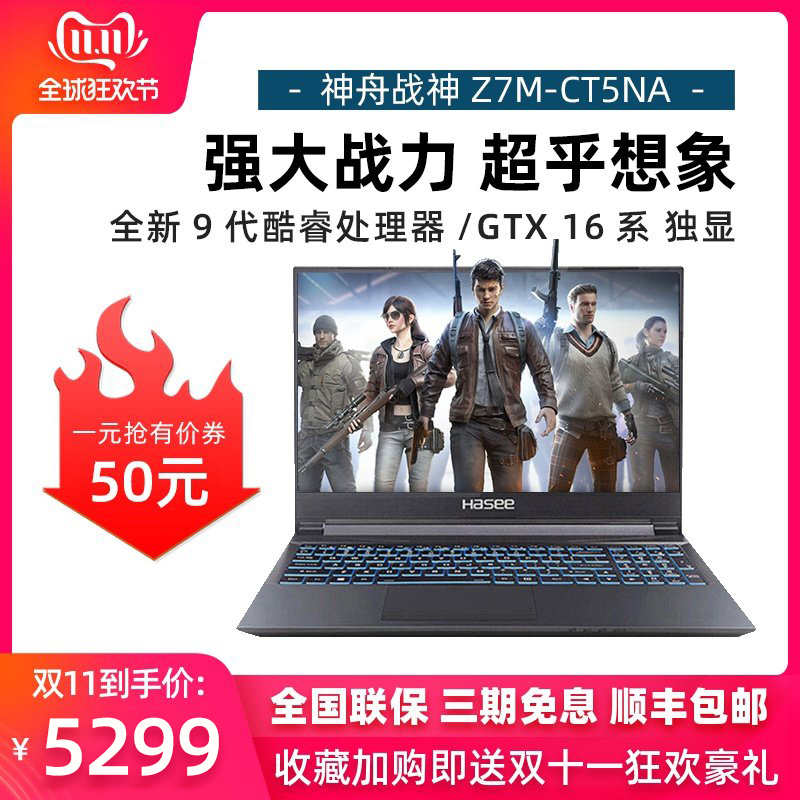 11.11
全球狂欢节
- 神舟战神 Z7M-CT5NA -
强大战力 超乎想象
全新 9 代酷睿处理器 /GTX 16 系 独显
一元抢有价券
50元
Hasee
双11到手价:
¥5299
全国联保 三期免息 顺丰包邮
收藏加购即送双十一狂欢豪礼